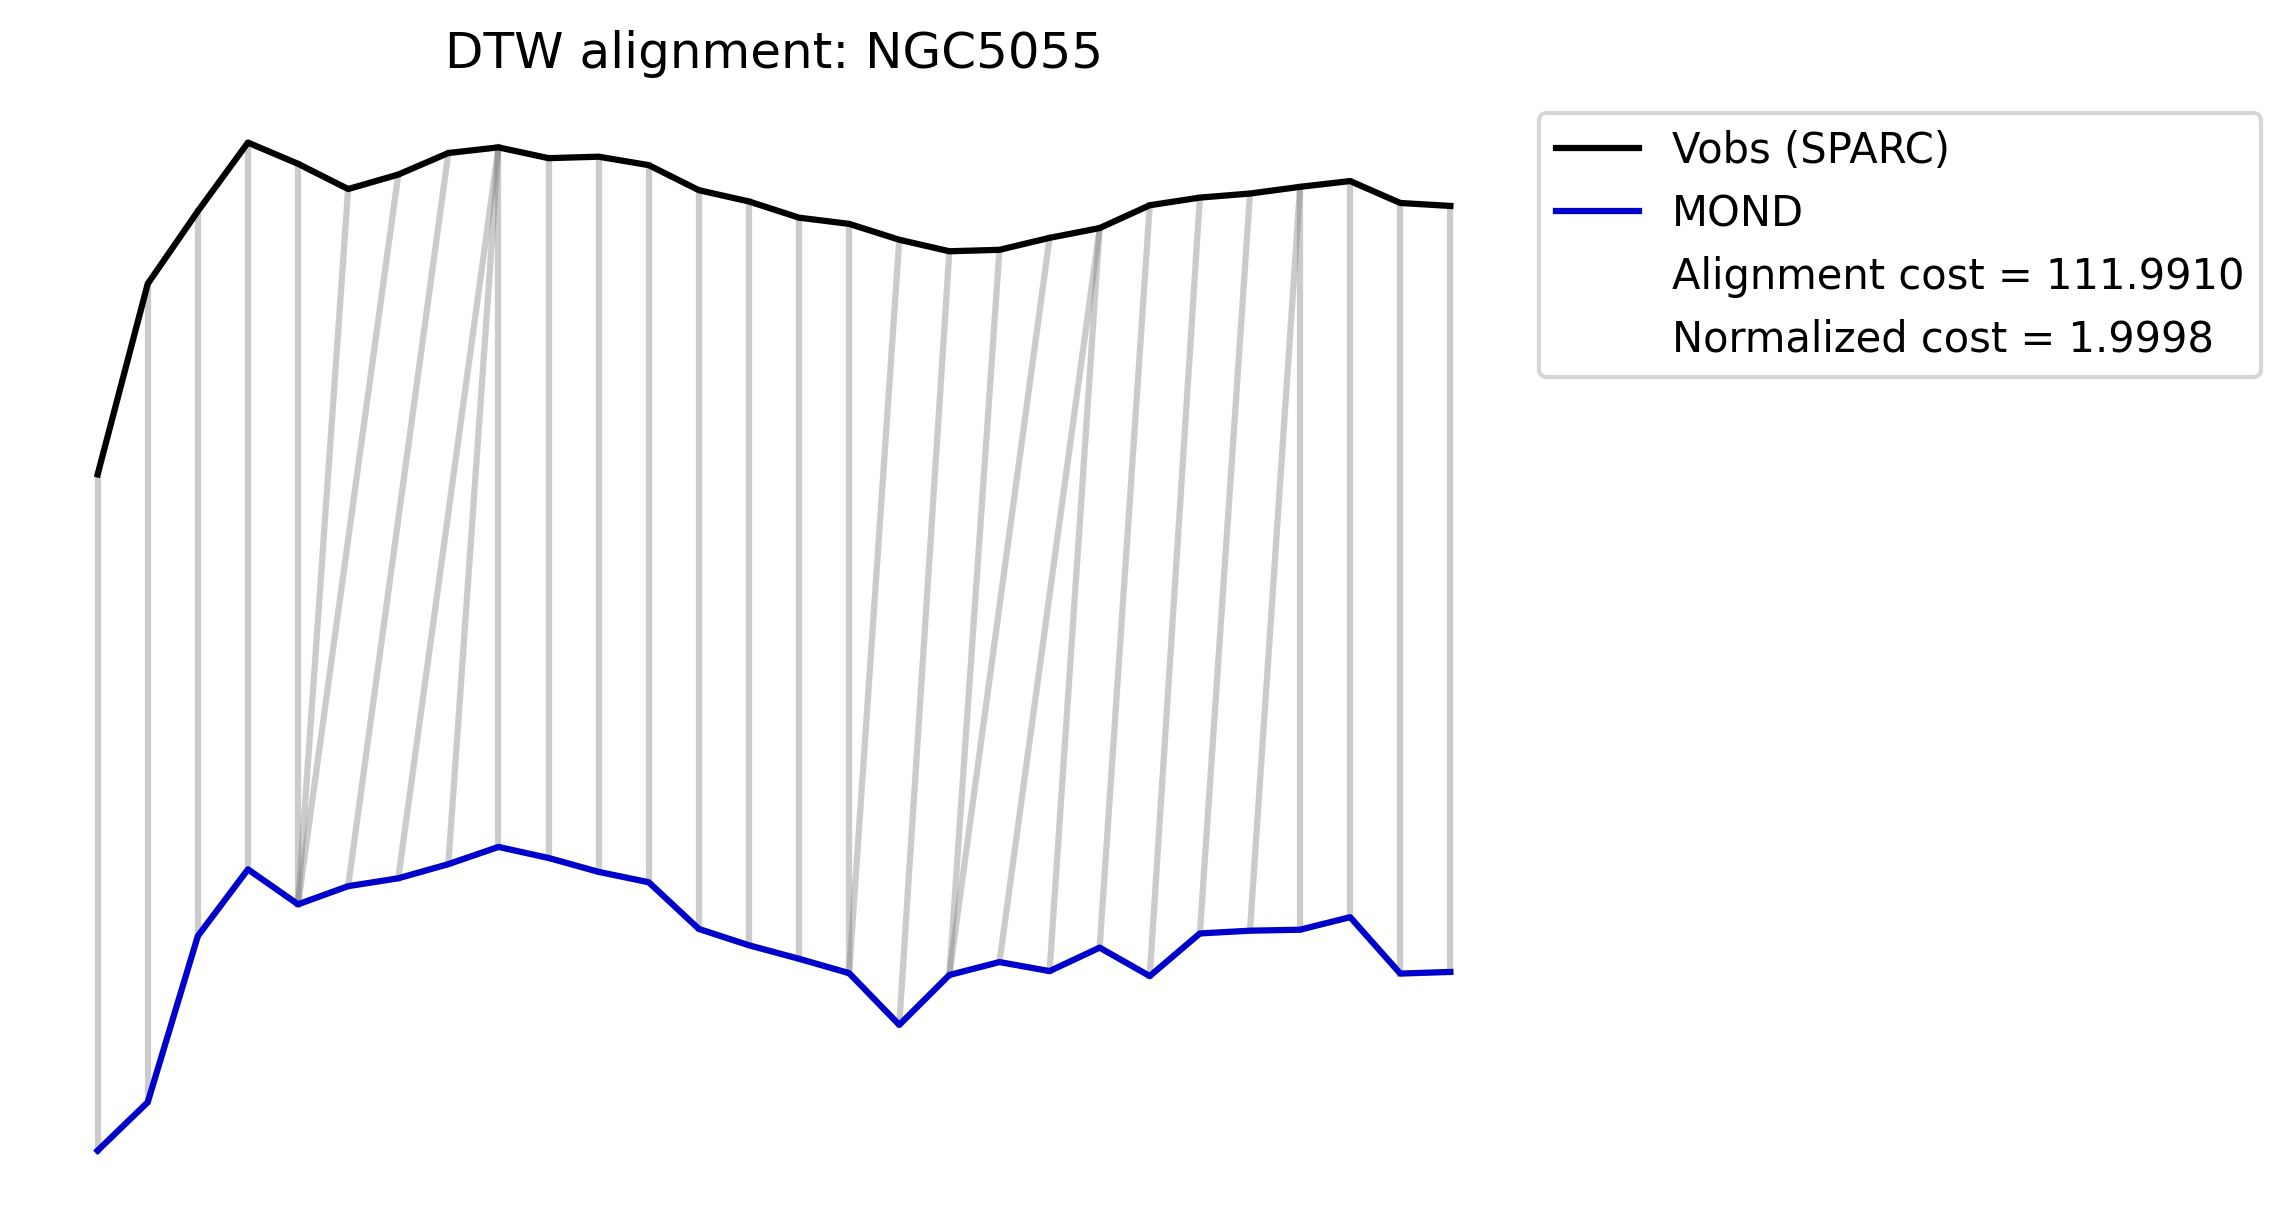 DTW alignment: NGC5055
Vobs (SPARC)
MOND
Alignment cost = 111.9910
Normalized cost = 1.9998